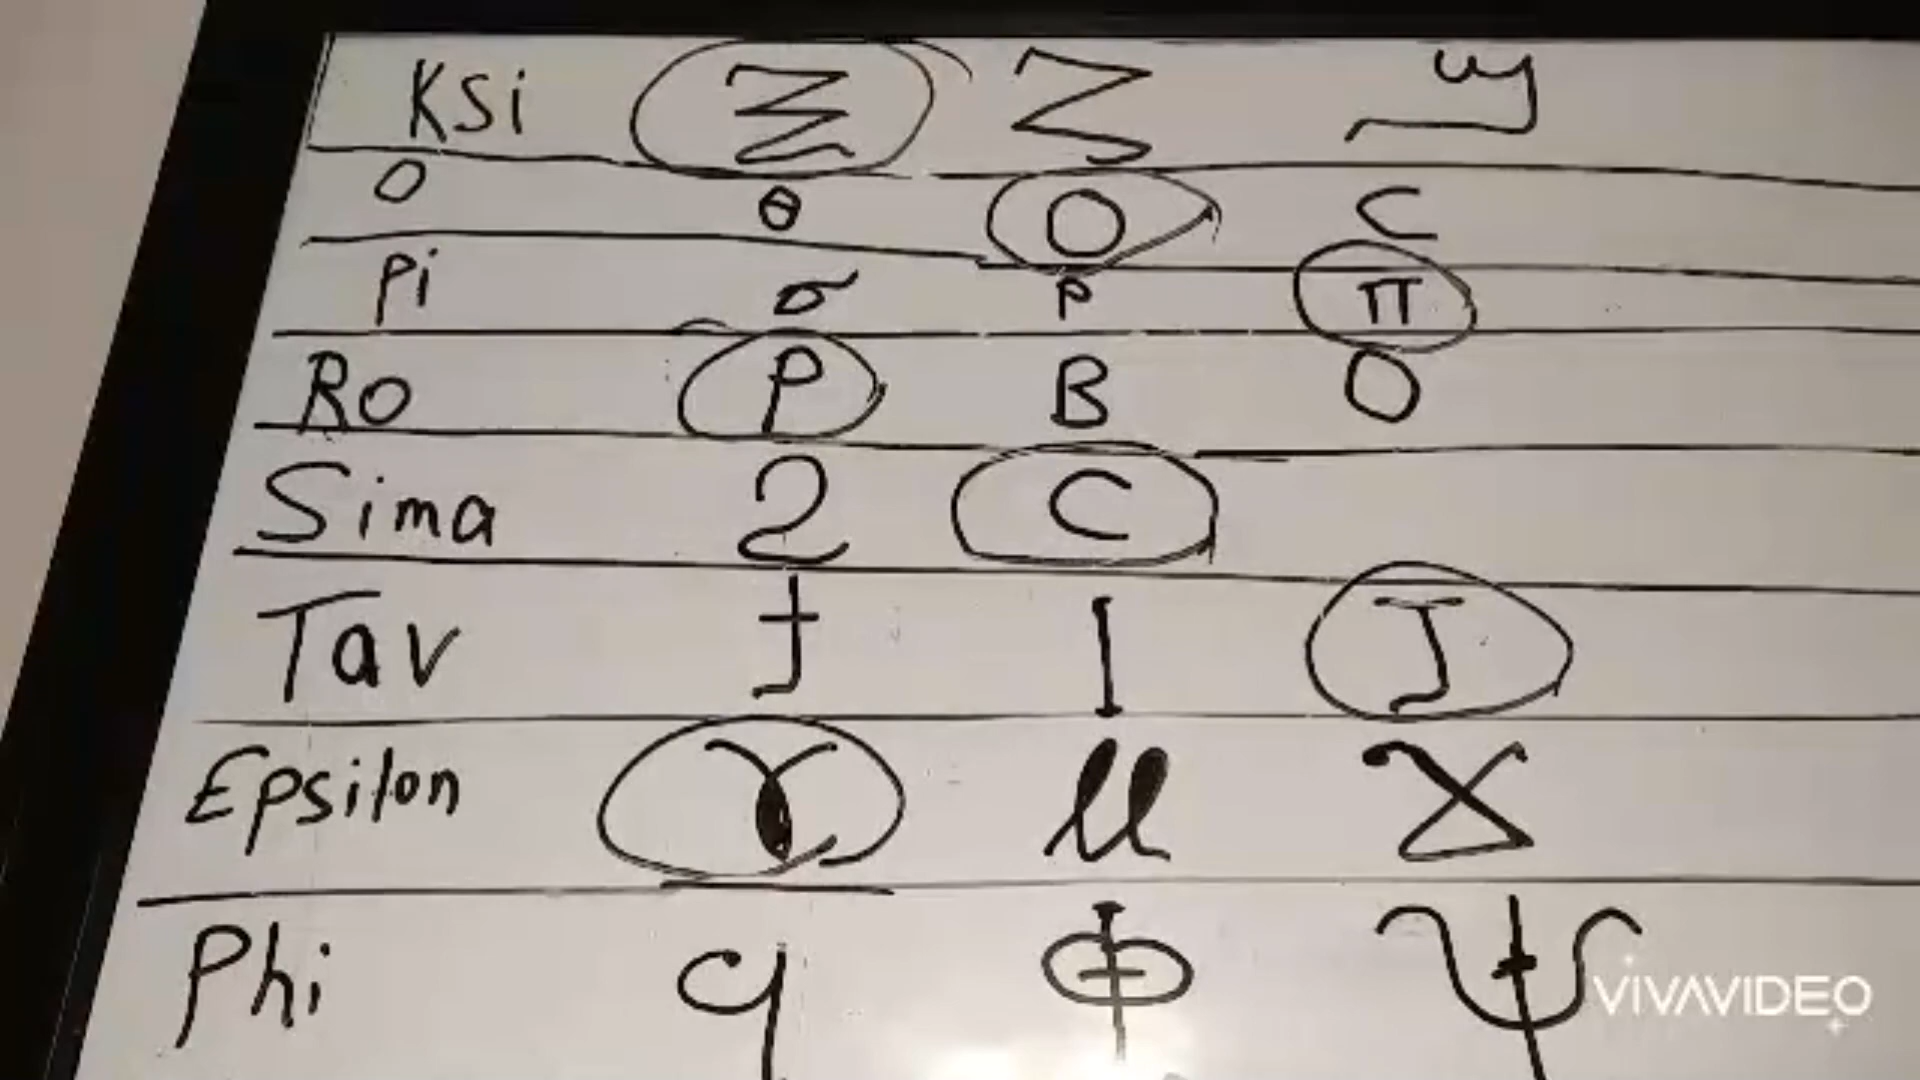 Ksi Ⲝ
O Ѳ O C
Pi σ P π
Ro P B O
Sima 2 C
Tav J I J
Epsilon ⲩ
Phi q ⲫ Ψ
VIVAVIDEO